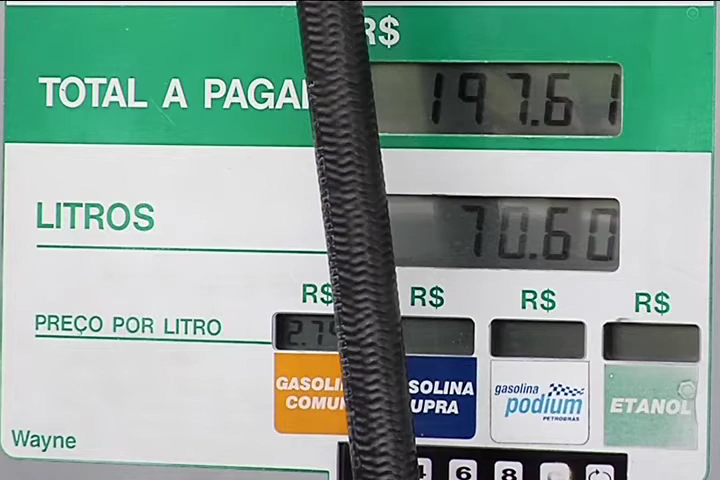 R$
TOTAL A PAGA
197.61
LITROS
70.60
R$ R$ R$ R$
PREÇO POR LITRO
2.7
GASOLI
COMU
SOLINA
UPRA
gasolina
podium
PETROBRAS
ETANOL
Wayne
4 6 8